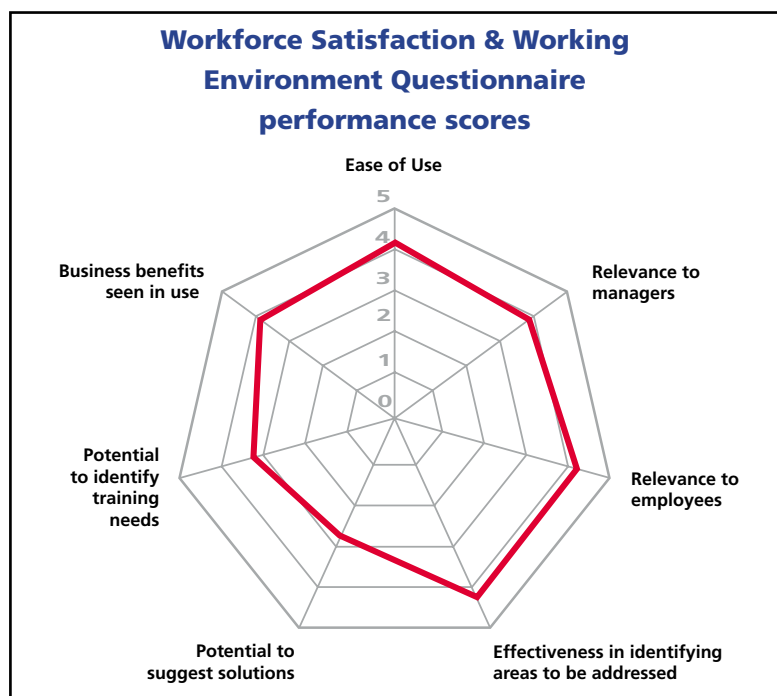 Workforce Satisfaction & Working
Environment Questionnaire
performance scores
Ease of Use
5
4
3
2
1
0
Business benefits
seen in use
Relevance to
managers
Potential
to identify
training
needs
Relevance to
employees
Potential to
suggest solutions
Effectiveness in identifying
areas to be addressed